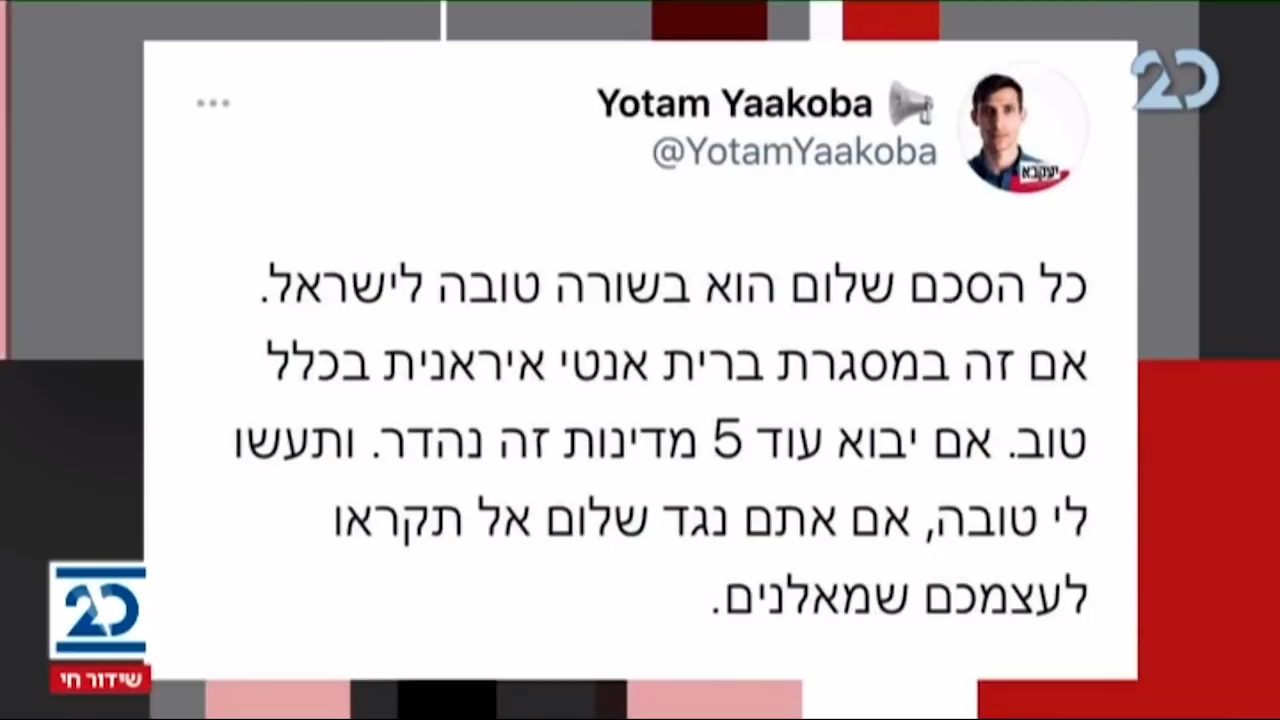 20
Yotam Yaakoba
@YotamYaakoba
יעקבא
כל הסכם שלום הוא בשורה טובה לישראל.
אם זה במסגרת ברית אנטי איראנית בכלל
טוב. אם יבוא עוד 5 מדינות זה נהדר. ותעשו
לי טובה, אם אתם נגד שלום אל תקראו
לעצמכם שמאלנים.
20
שידור חי